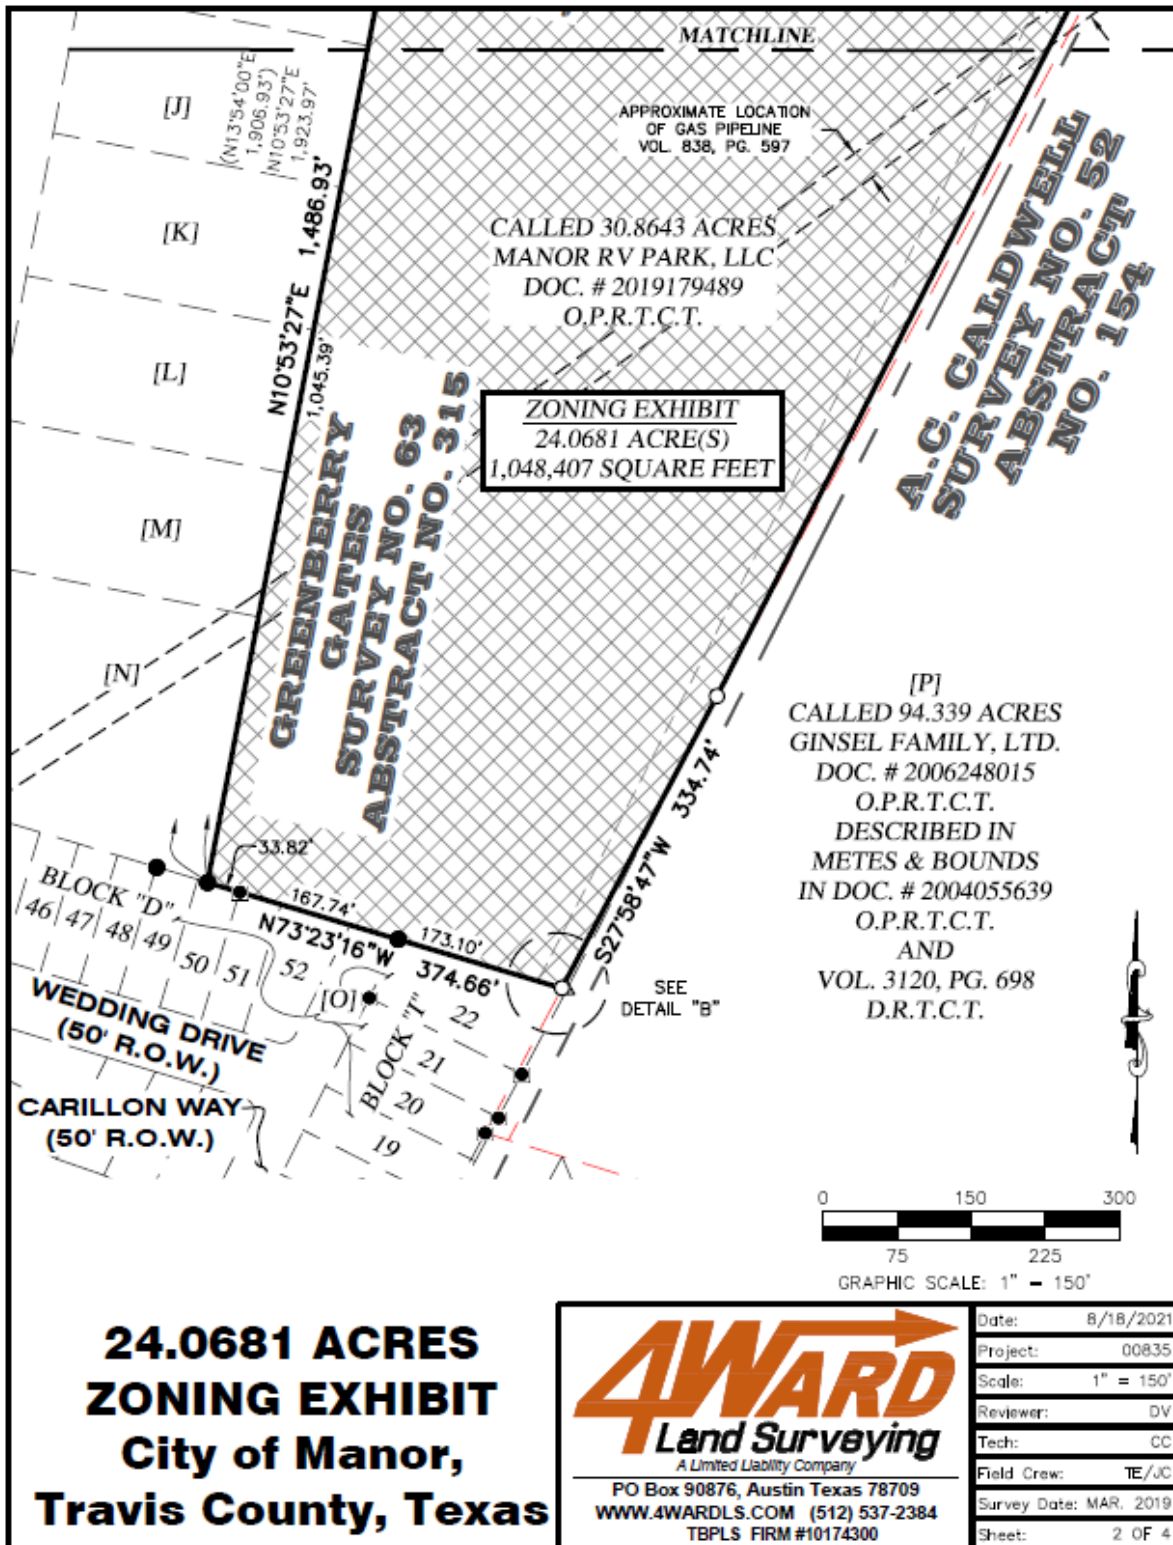 MATCHLINE
[J]
(N13°54'00"E
1,906.93')
N10°53'27"E
1,923.97'
APPROXIMATE LOCATION
OF GAS PIPELINE
VOL. 838, PG. 597
[K]
N10°53'27"E 1,486.93'
1,045.39'
CALLED 30.8643 ACRES
MANOR RV PARK, LLC
DOC. # 2019179489
O.P.R.T.C.T.
A.C. CALDWELL
SURVEY NO. 52
ABSTRACT
NO. 154
[L]
ZONING EXHIBIT
24.0681 ACRE(S)
1,048,407 SQUARE FEET
GREENBERRY
GATES
SURVEY NO. 63
ABSTRACT NO. 315
[M]
[N]
[P]
CALLED 94.339 ACRES
GINSEL FAMILY, LTD.
DOC. # 2006248015
O.P.R.T.C.T.
DESCRIBED IN
METES & BOUNDS
IN DOC. # 2004055639
O.P.R.T.C.T.
AND
VOL. 3120, PG. 698
D.R.T.C.T.
S27°58'47"W 334.74'
33.82'
167.74'
173.10'
N73°23'16"W 374.66'
BLOCK "D"
46
47
48
49
50
51
52
[O]
BLOCK "I"
22
21
20
19
SEE
DETAIL "B"
WEDDING DRIVE
(50' R.O.W.)
CARILLON WAY
(50' R.O.W.)
0 150 300
75 225
GRAPHIC SCALE: 1" = 150'
24.0681 ACRES
ZONING EXHIBIT
City of Manor,
Travis County, Texas
4WARD
Land Surveying
A Limited Liability Company
PO Box 90876, Austin Texas 78709
WWW.4WARDLS.COM (512) 537-2384
TBPLS FIRM #10174300
Date: 8/18/2021
Project: 00835
Scale: 1" = 150'
Reviewer: DV
Tech: CC
Field Crew: TE/JC
Survey Date: MAR. 2019
Sheet: 2 OF 4